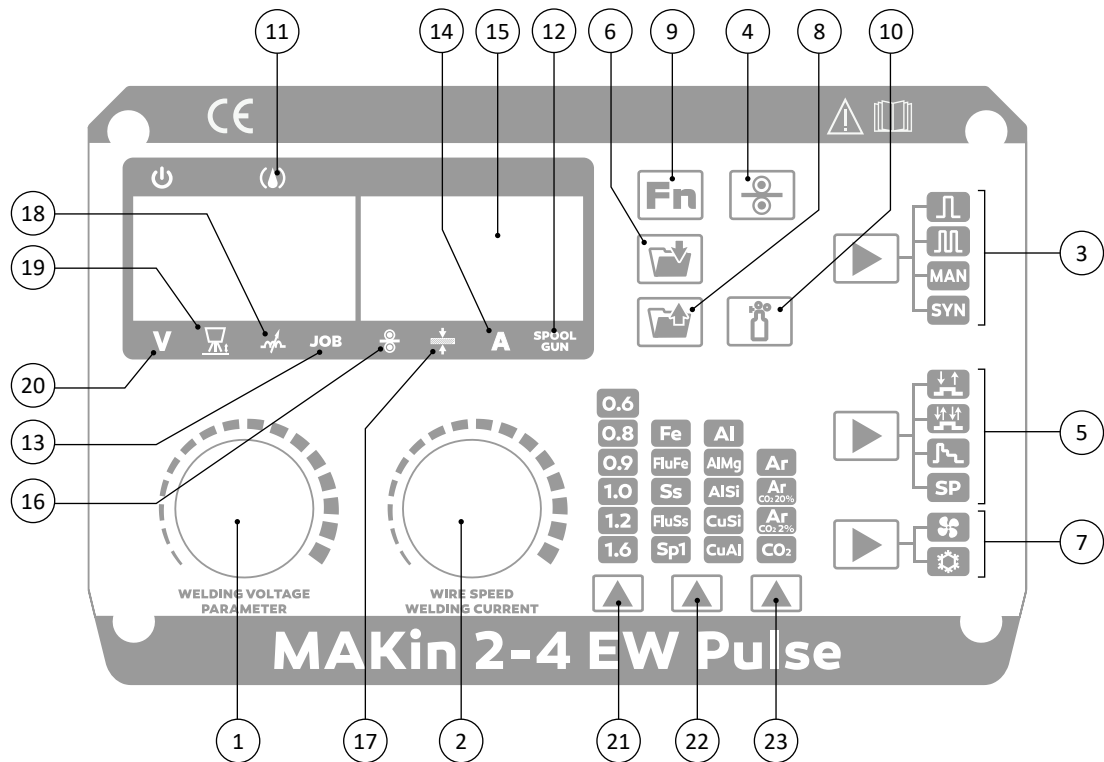 11
14
15
12
6
9
4
8
10
CE
Fn
18
19
20
13
16
3
MAN
SYN
V
t
JOB
A
SPOOL
GUN
5
SP
7
0.6
0.8
0.9
1.0
1.2
1.6
Fe
FluFe
Ss
FluSs
Sp1
Al
AlMg
AlSi
CuSi
CuAl
Ar
Ar
CO₂ 20%
Ar
CO₂ 2%
CO₂
WELDING VOLTAGE
PARAMETER
WIRE SPEED
WELDING CURRENT
MAKin 2-4 EW Pulse
1
17
2
21
22
23